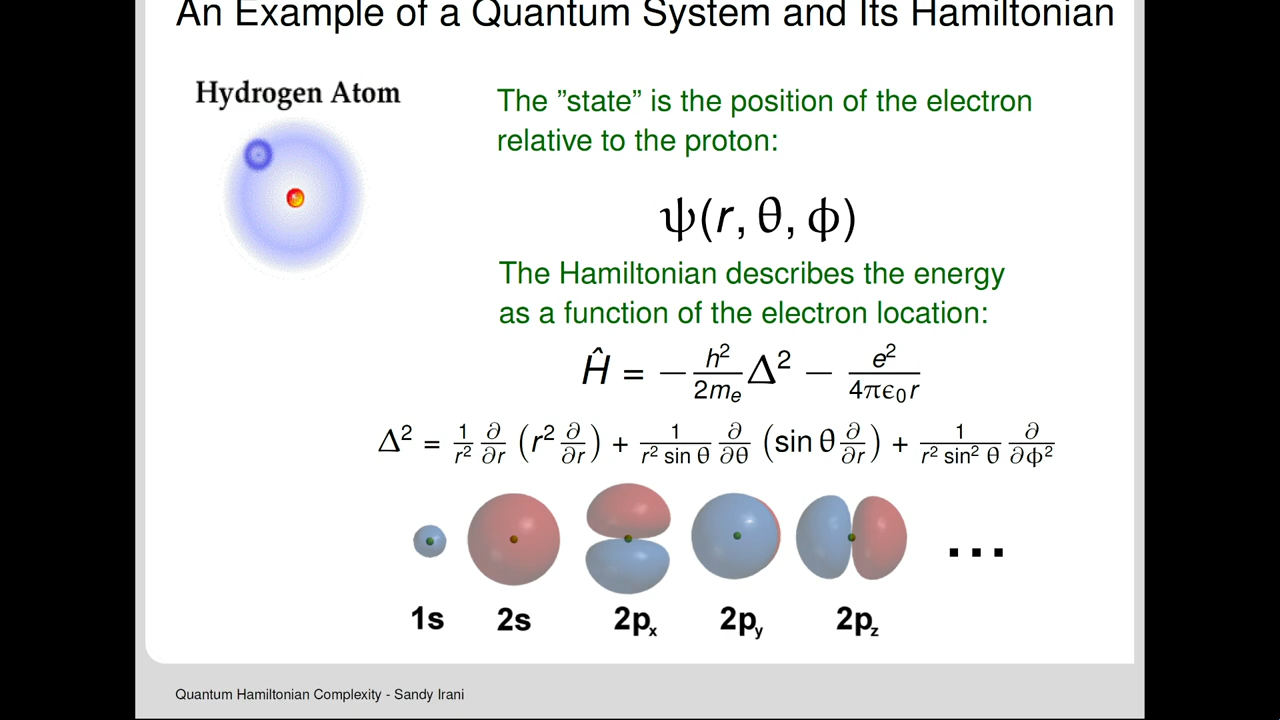 An Example of a Quantum System and Its Hamiltonian
Hydrogen Atom
The ”state” is the position of the electron
relative to the proton:
ψ(r, θ, ϕ)
The Hamiltonian describes the energy
as a function of the electron location:
Ĥ = −h²/2mₑ Δ² − e²/4πϵ₀r
Δ² = 1/r² ∂/∂r (r² ∂/∂r) + 1/r² sin θ ∂/∂θ (sin θ ∂/∂r) + 1/r² sin² θ ∂/∂ϕ²
...
1s 2s 2pₓ 2py 2pz
Quantum Hamiltonian Complexity - Sandy Irani